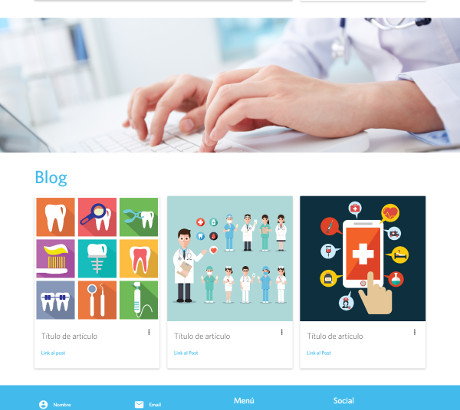 Blog
Título de artículo
Link al post
Título de artículo
Link al Post
Título de artículo
Link al Post
Nombre
Email
Menú
Social